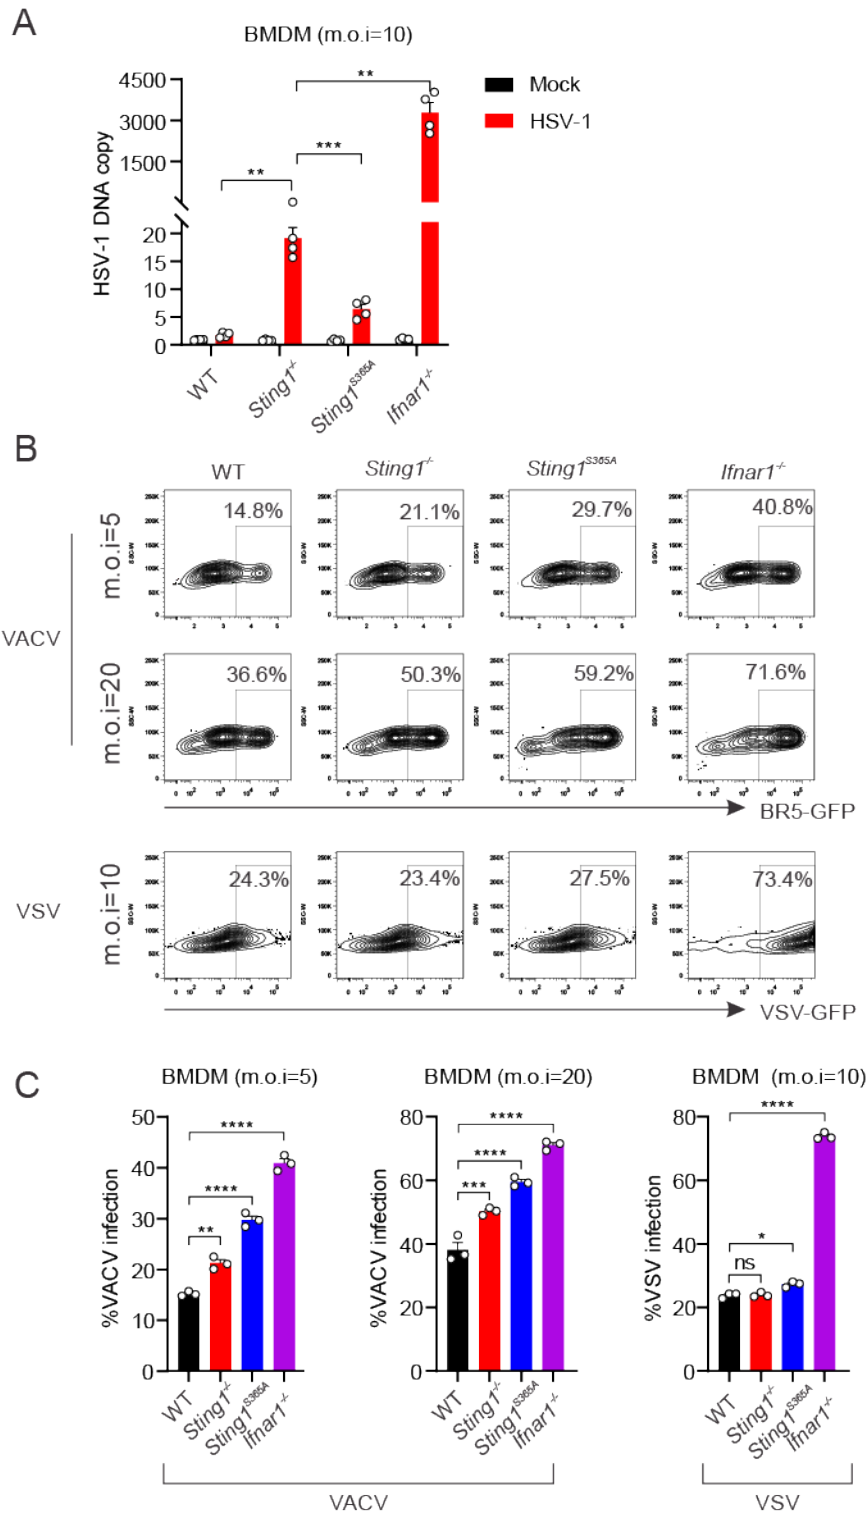 A
BMDM (m.o.i=10)
4500
3000
1500
20
15
10
5
0
HSV-1 DNA copy
**
***
**
Mock
HSV-1
WT
Sting1-/-
Sting1S365A
Ifnar1-/-
B
WT
Sting1-/-
Sting1S365A
Ifnar1-/-
VACV
m.o.i=5
14.8%
21.1%
29.7%
40.8%
m.o.i=20
36.6%
50.3%
59.2%
71.6%
BR5-GFP
VSV
m.o.i=10
24.3%
23.4%
27.5%
73.4%
VSV-GFP
C
BMDM (m.o.i=5)
%VACV infection
50
40
30
20
10
0
****
****
**
WT
Sting1-/-
Sting1S365A
Ifnar1-/-
BMDM (m.o.i=20)
%VACV infection
80
60
40
20
0
****
****
***
WT
Sting1-/-
Sting1S365A
Ifnar1-/-
VACV
BMDM (m.o.i=10)
%VSV infection
80
60
40
20
0
****
*
ns
WT
Sting1-/-
Sting1S365A
Ifnar1-/-
VSV